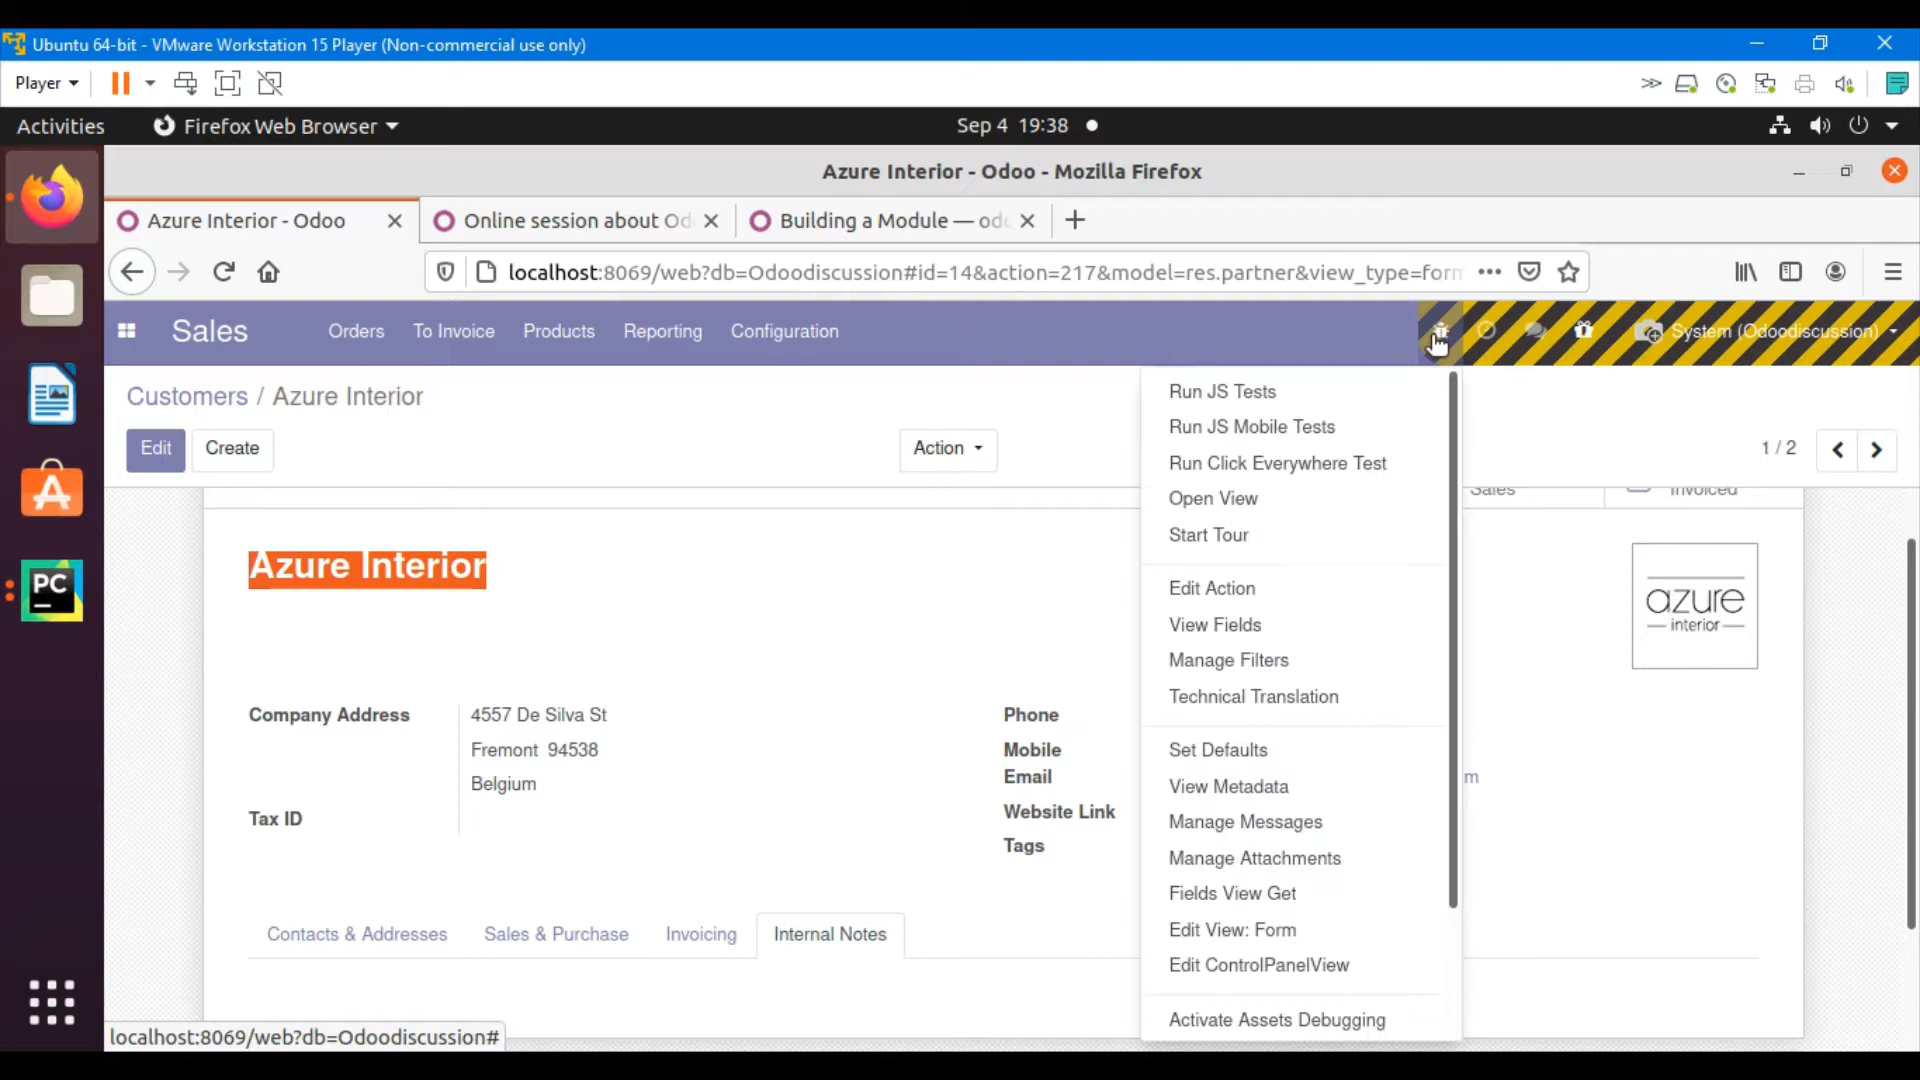 Ubuntu 64-bit - VMware Workstation 15 Player (Non-commercial use only)
Player
Activities
Firefox Web Browser
Sep 4 19:38
Azure Interior - Odoo - Mozilla Firefox
Azure Interior - Odoo
Online session about Od
Building a Module — odo
localhost:8069/web?db=Odoodiscussion#id=14&action=217&model=res.partner&view_type=form
Sales
Orders
To Invoice
Products
Reporting
Configuration
System (Odoodiscussion)
Customers / Azure Interior
Edit
Create
Action
1 / 2
Run JS Tests
Run JS Mobile Tests
Run Click Everywhere Test
Open View
Start Tour
Edit Action
View Fields
Manage Filters
Technical Translation
Set Defaults
View Metadata
Manage Messages
Manage Attachments
Fields View Get
Edit View: Form
Edit ControlPanelView
Activate Assets Debugging
Sales
Invoiced
Azure Interior
azure
interior
Company Address
4557 De Silva St
Fremont 94538
Belgium
Tax ID
Phone
Mobile
Email
m
Website Link
Tags
Contacts & Addresses
Sales & Purchase
Invoicing
Internal Notes
PC
localhost:8069/web?db=Odoodiscussion#